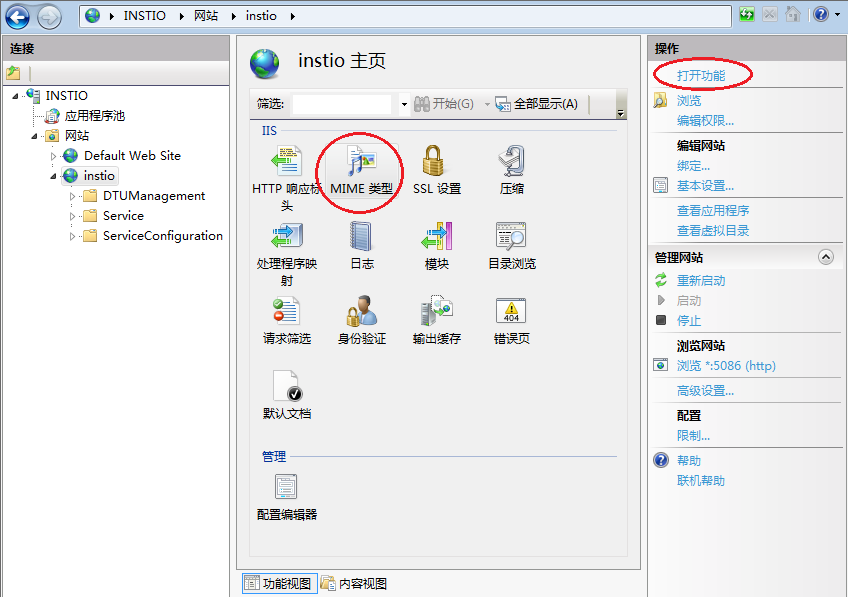 INSTIO ▸ 网站 ▸ instio ▸
连接
INSTIO
应用程序池
网站
Default Web Site
instio
DTUManagement
Service
ServiceConfiguration
instio 主页
筛选: 开始(G) 全部显示(A)
IIS
HTTP 响应标
头
MIME 类型
SSL 设置
压缩
处理程序映
射
日志
模块
目录浏览
请求筛选
身份验证
输出缓存
404
错误页
默认文档
管理
配置编辑器
功能视图 内容视图
操作
打开功能
浏览
编辑权限...
编辑网站
绑定...
基本设置...
查看应用程序
查看虚拟目录
管理网站
重新启动
启动
停止
浏览网站
浏览 *:5086 (http)
高级设置...
配置
限制...
帮助
联机帮助